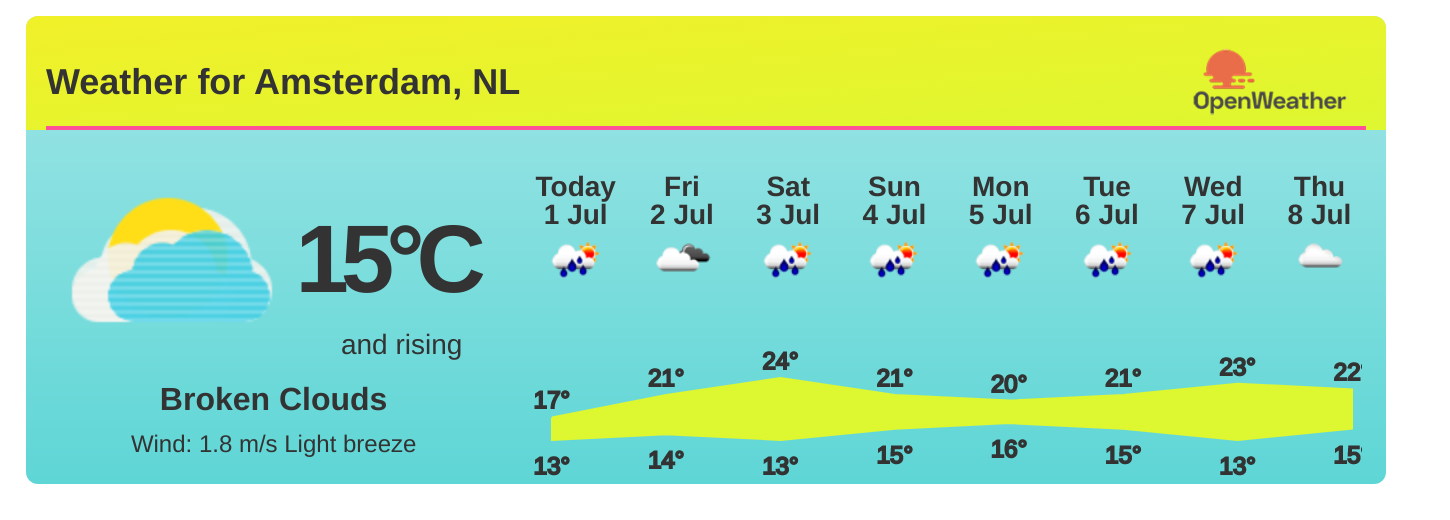 Weather for Amsterdam, NL
OpenWeather
15°C
and rising
Broken Clouds
Wind: 1.8 m/s Light breeze
Today Fri Sat Sun Mon Tue Wed Thu
1 Jul 2 Jul 3 Jul 4 Jul 5 Jul 6 Jul 7 Jul 8 Jul
17° 21° 24° 21° 20° 21° 23° 22°
13° 14° 13° 15° 16° 15° 13° 15°